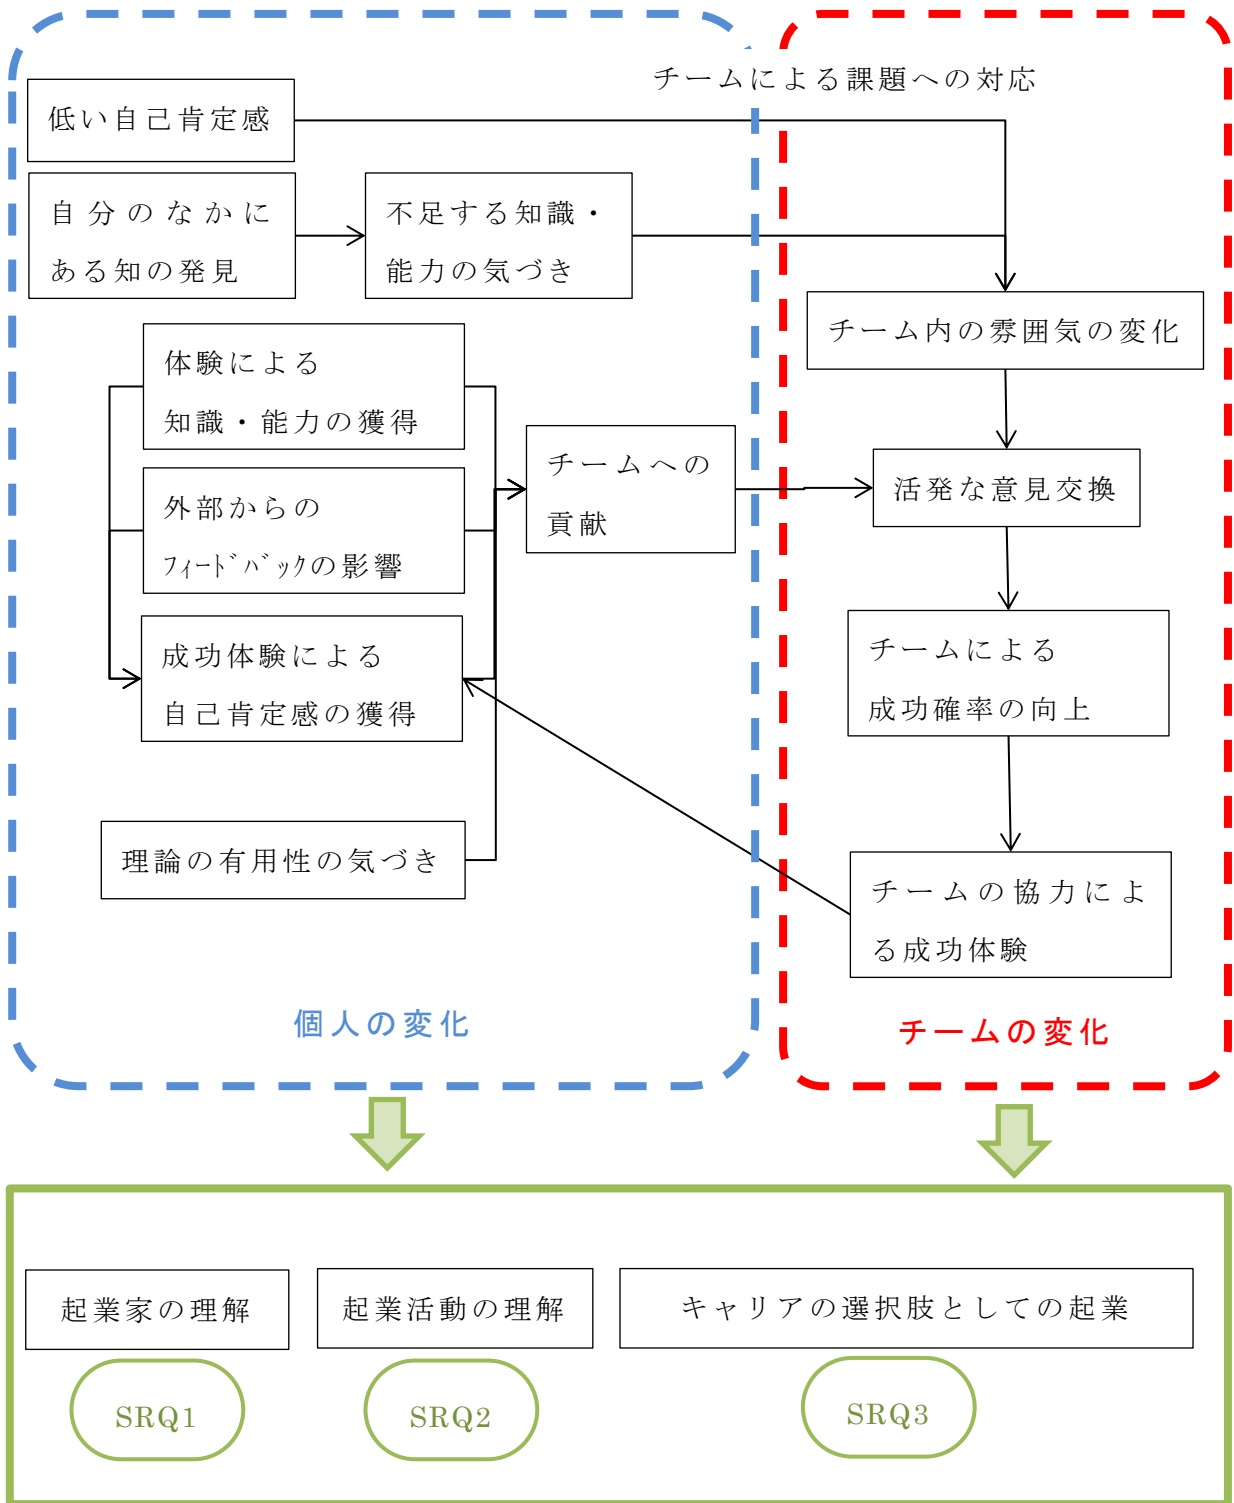 チームによる課題への対応
低い自己肯定感
自分のなかに
ある知の発見
不足する知識・
能力の気づき
チーム内の雰囲気の変化
体験による
知識・能力の獲得
チームへの
貢献
活発な意見交換
外部からの
ﾌｨｰﾄﾞﾊﾞｯｸの影響
チームによる
成功確率の向上
成功体験による
自己肯定感の獲得
理論の有用性の気づき
チームの協力によ
る成功体験
個人の変化
チームの変化
起業家の理解
起業活動の理解
キャリアの選択肢としての起業
SRQ1
SRQ2
SRQ3